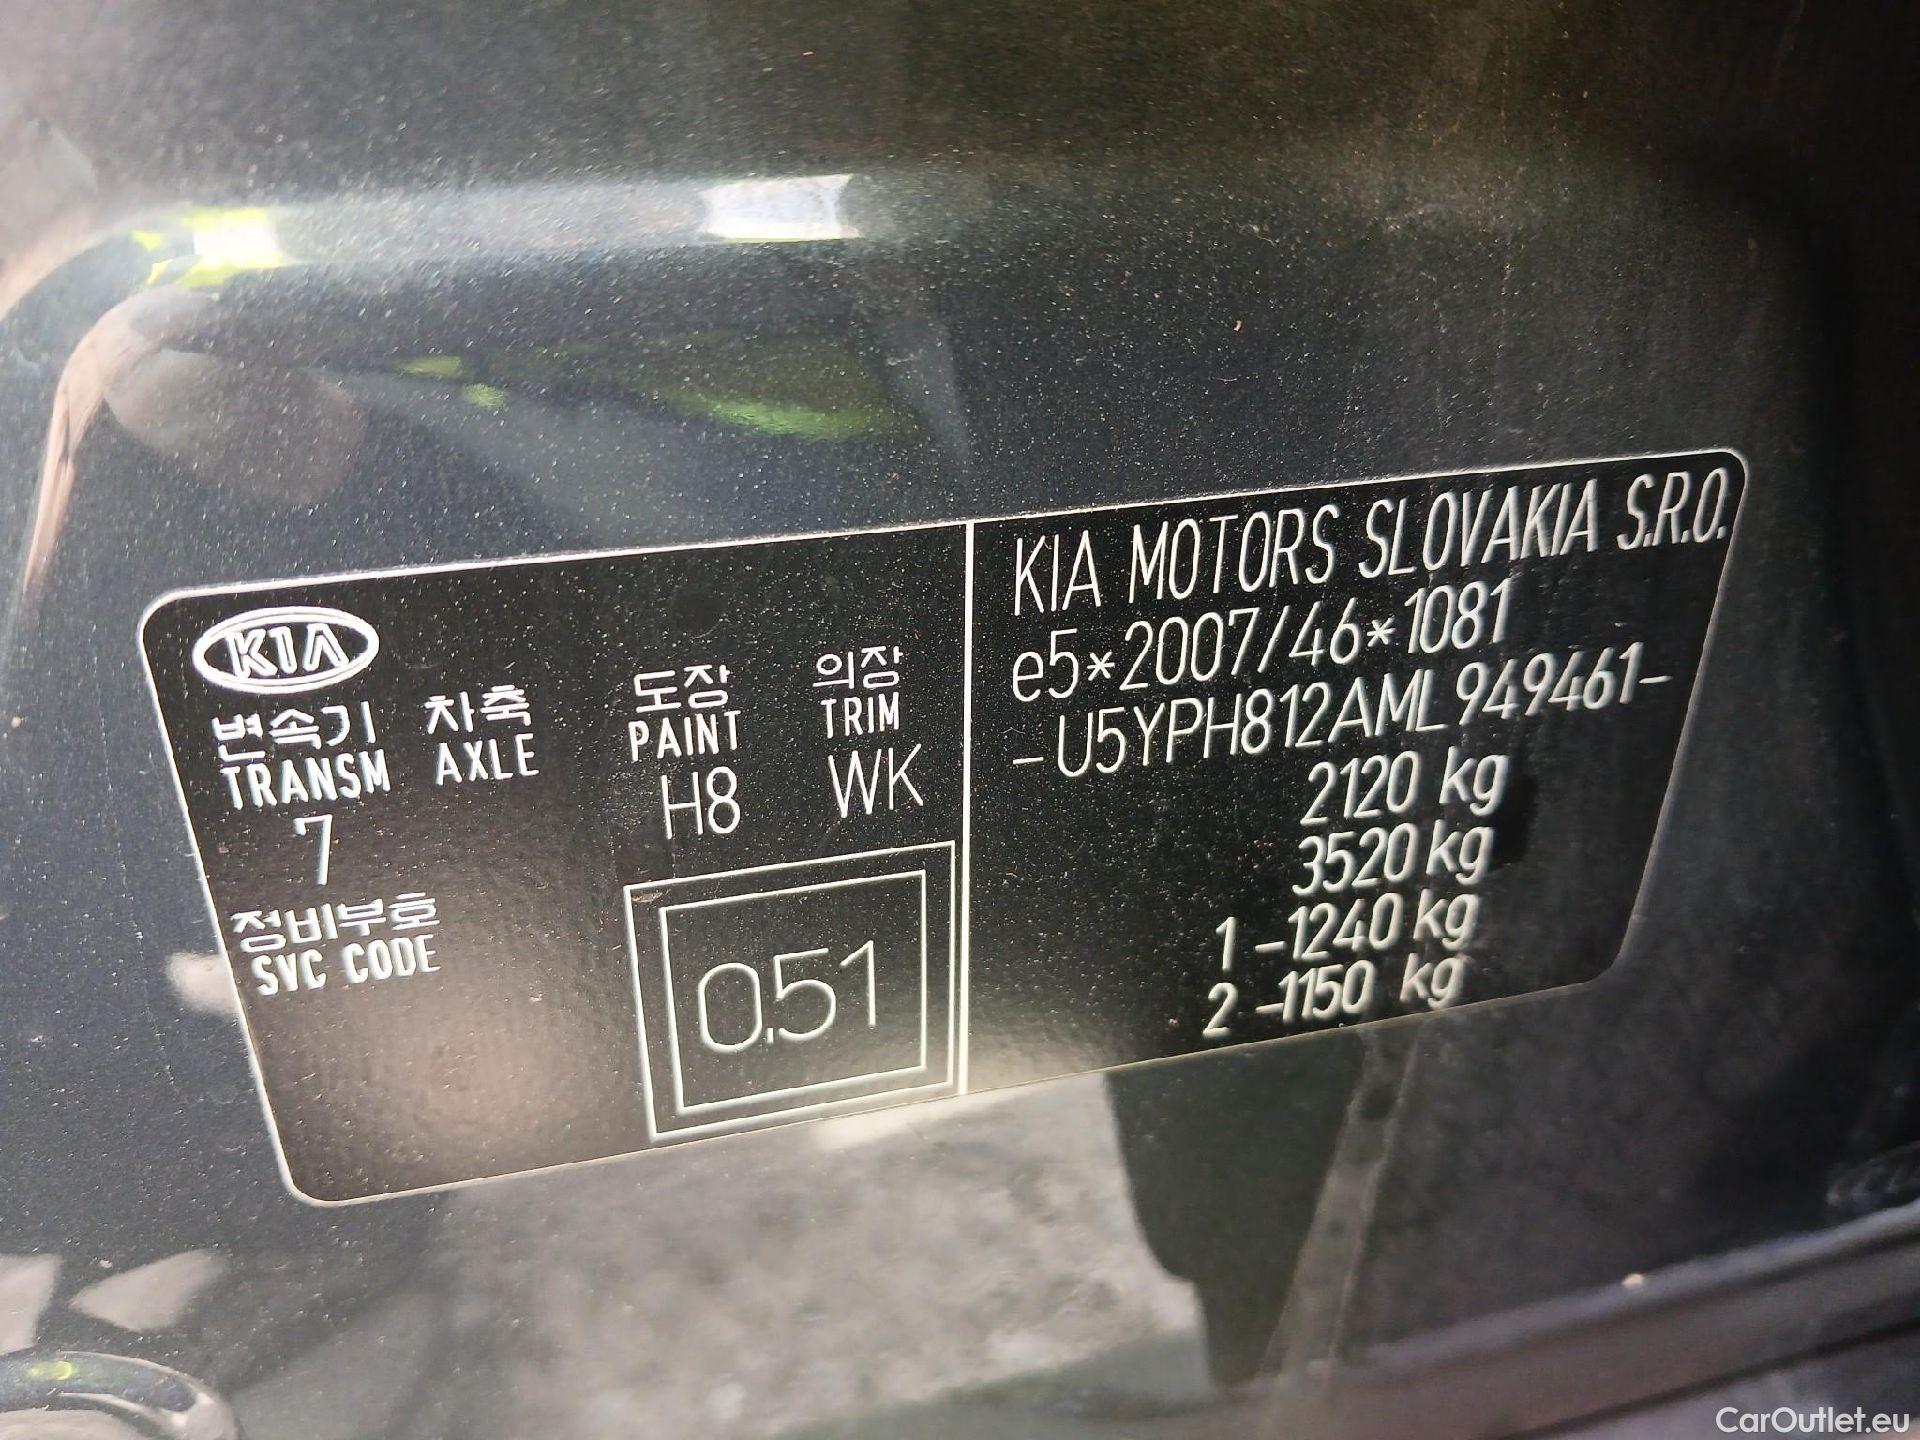 KIA
변속기 차축 도장 의장
TRANSM AXLE PAINT TRIM
7 H8 WK
정비부호
SVC CODE
0.51
KIA MOTORS SLOVAKIA S.R.O.
e5*2007/46*1081
-U5YPH812AML949461-
2120 kg
3520 kg
1 -1240 kg
2 -1150 kg
CarOutlet.eu